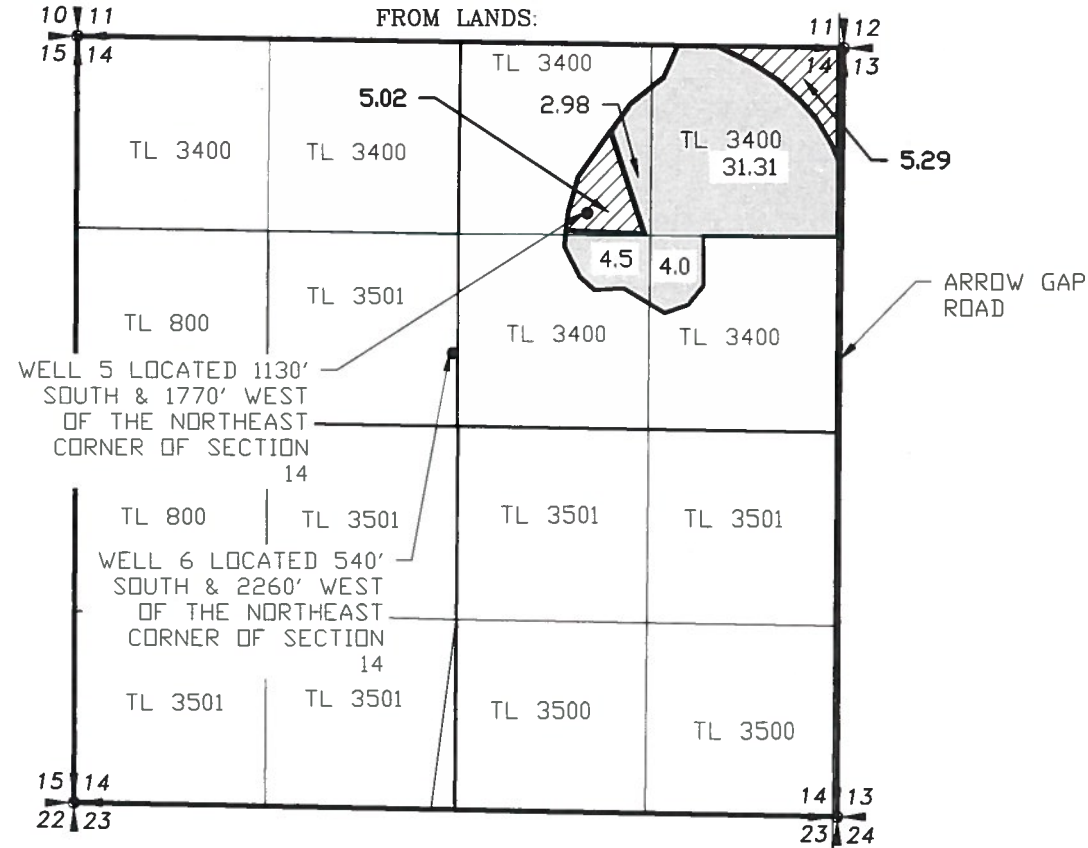 FROM LANDS:
10 11
15 14
11 12
14 13
TL 3400
5.02
2.98
TL 3400
TL 3400
TL 3400
31.31
5.29
4.5
4.0
TL 3501
TL 800
TL 3400
TL 3400
ARROW GAP
ROAD
WELL 5 LOCATED 1130'
SOUTH & 1770' WEST
OF THE NORTHEAST
CORNER OF SECTION
14
TL 800
TL 3501
TL 3501
TL 3501
WELL 6 LOCATED 540'
SOUTH & 2260' WEST
OF THE NORTHEAST
CORNER OF SECTION
14
TL 3501
TL 3501
TL 3500
TL 3500
15 14
22 23
14 13
23 24